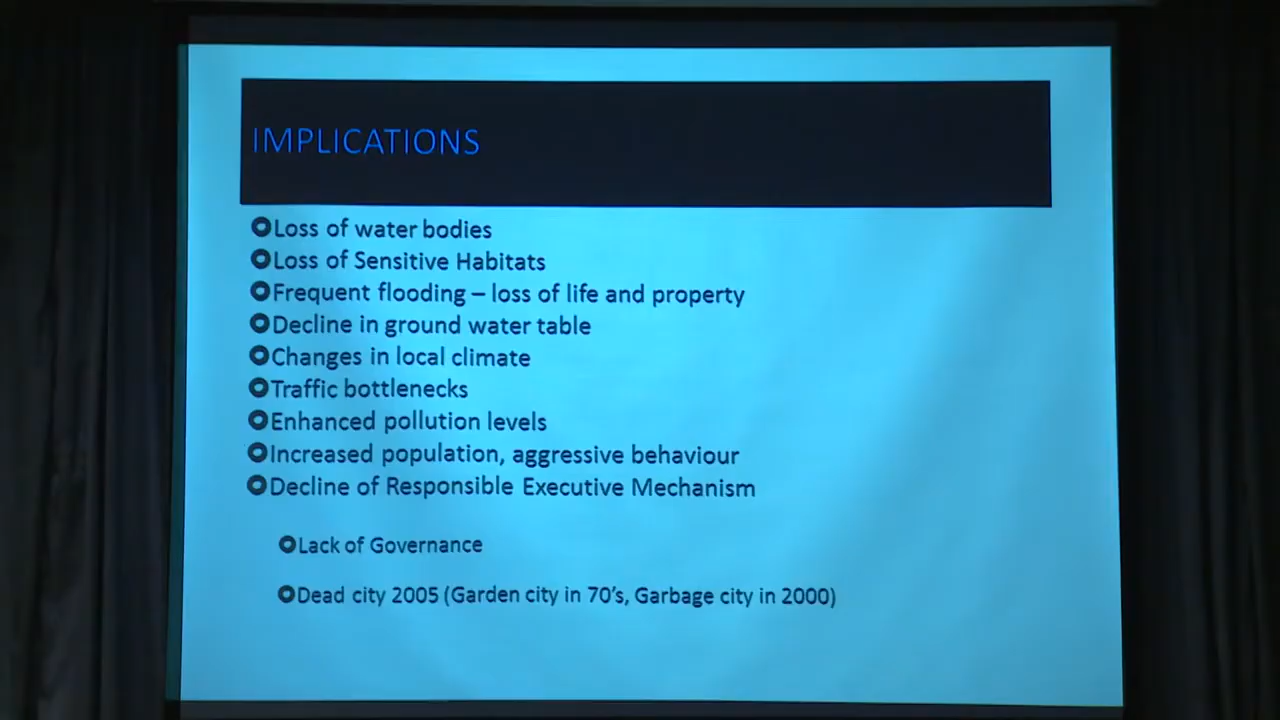 IMPLICATIONS
Loss of water bodies
Loss of Sensitive Habitats
Frequent flooding – loss of life and property
Decline in ground water table
Changes in local climate
Traffic bottlenecks
Enhanced pollution levels
Increased population, aggressive behaviour
Decline of Responsible Executive Mechanism
Lack of Governance
Dead city 2005 (Garden city in 70's, Garbage city in 2000)